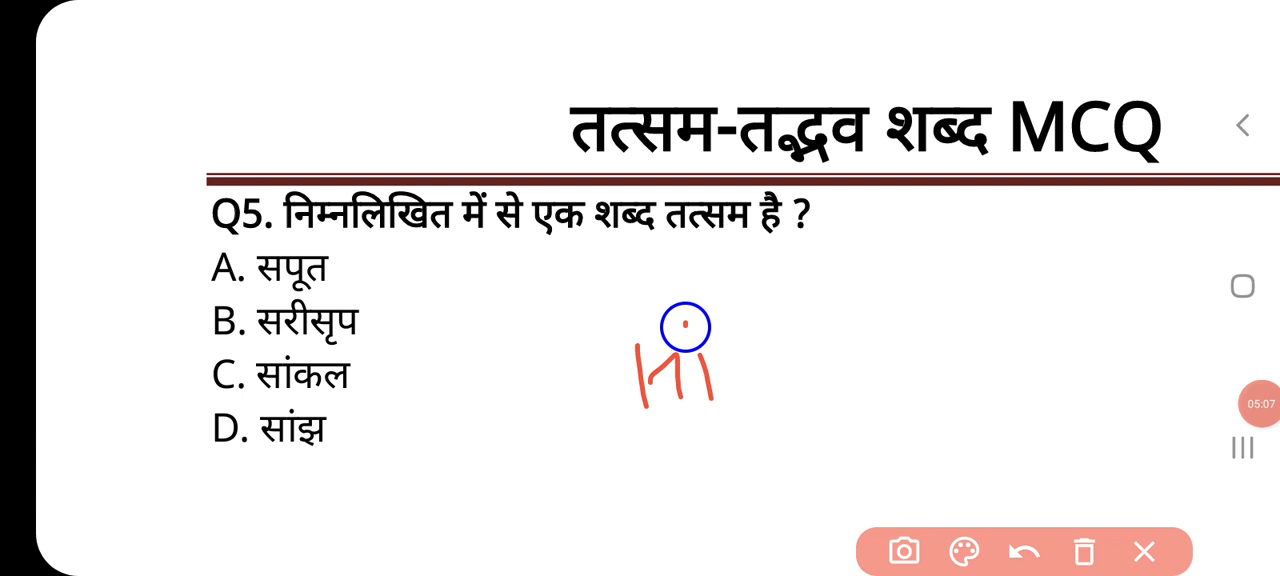 तत्सम-तद्भव शब्द MCQ
Q5. निम्नलिखित में से एक शब्द तत्सम है ?
A. सपूत
B. सरीसृप
C. सांकल
D. सांझ
05:07